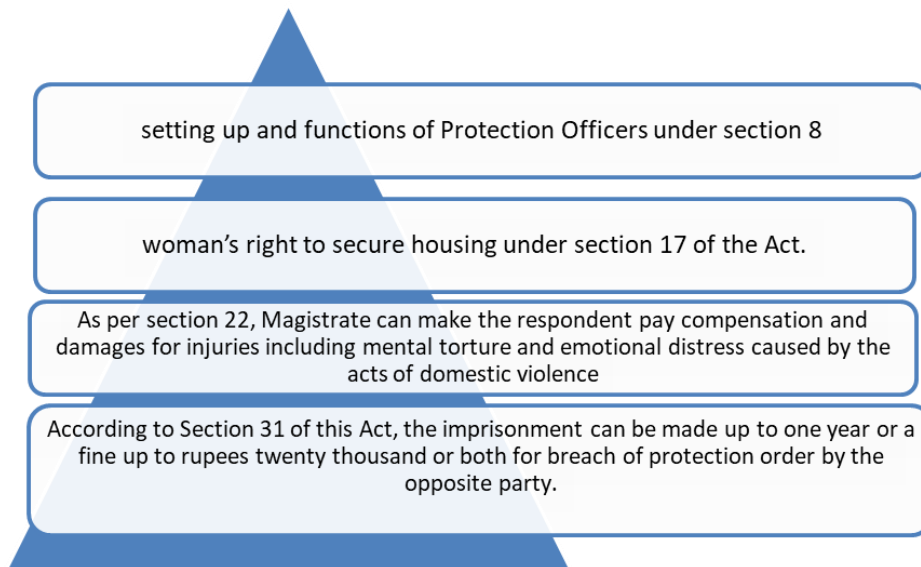 setting up and functions of Protection Officers under section 8
woman’s right to secure housing under section 17 of the Act.
As per section 22, Magistrate can make the respondent pay compensation and
damages for injuries including mental torture and emotional distress caused by the
acts of domestic violence
According to Section 31 of this Act, the imprisonment can be made up to one year or a
fine up to rupees twenty thousand or both for breach of protection order by the
opposite party.